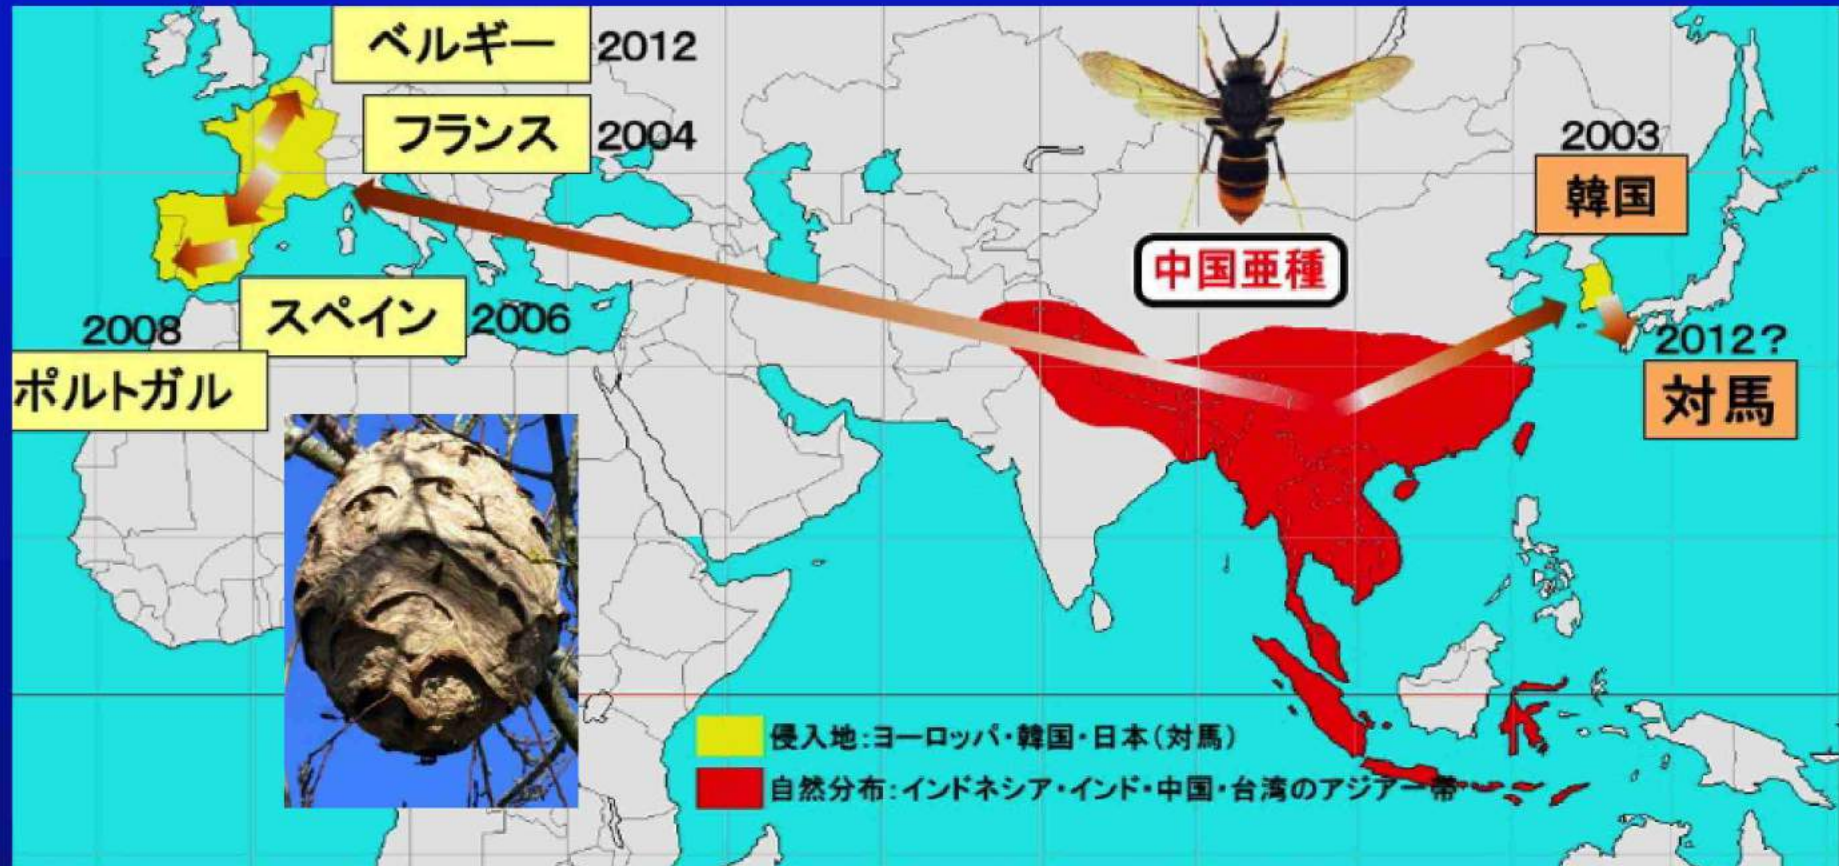 ベルギー 2012
フランス 2004
2003
韓国
中国亜種
スペイン 2006
2008
ポルトガル
2012?
対馬
侵入地:ヨーロッパ・韓国・日本(対馬)
自然分布:インドネシア・インド・中国・台湾のアジア一帯